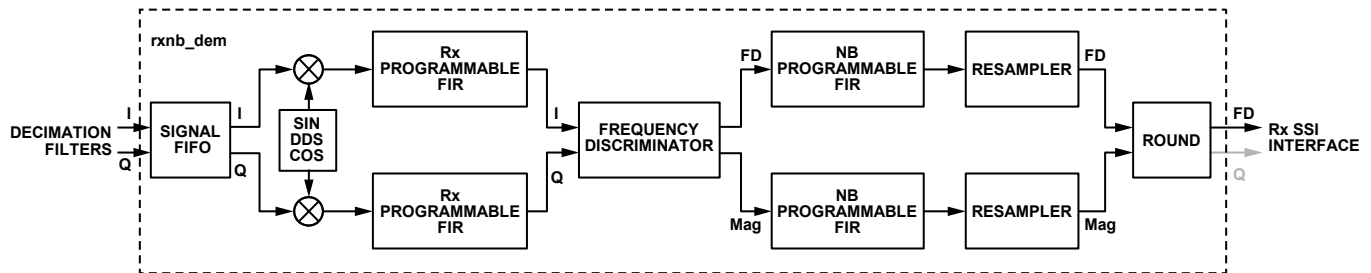 rxnb_dem
DECIMATION
FILTERS
I
Q
SIGNAL
FIFO
I
Q
SIN
DDS
COS
Rx
PROGRAMMABLE
FIR
Rx
PROGRAMMABLE
FIR
I
Q
FREQUENCY
DISCRIMINATOR
FD
Mag
NB
PROGRAMMABLE
FIR
NB
PROGRAMMABLE
FIR
RESAMPLER
RESAMPLER
FD
Mag
ROUND
FD
Q
Rx SSI
INTERFACE